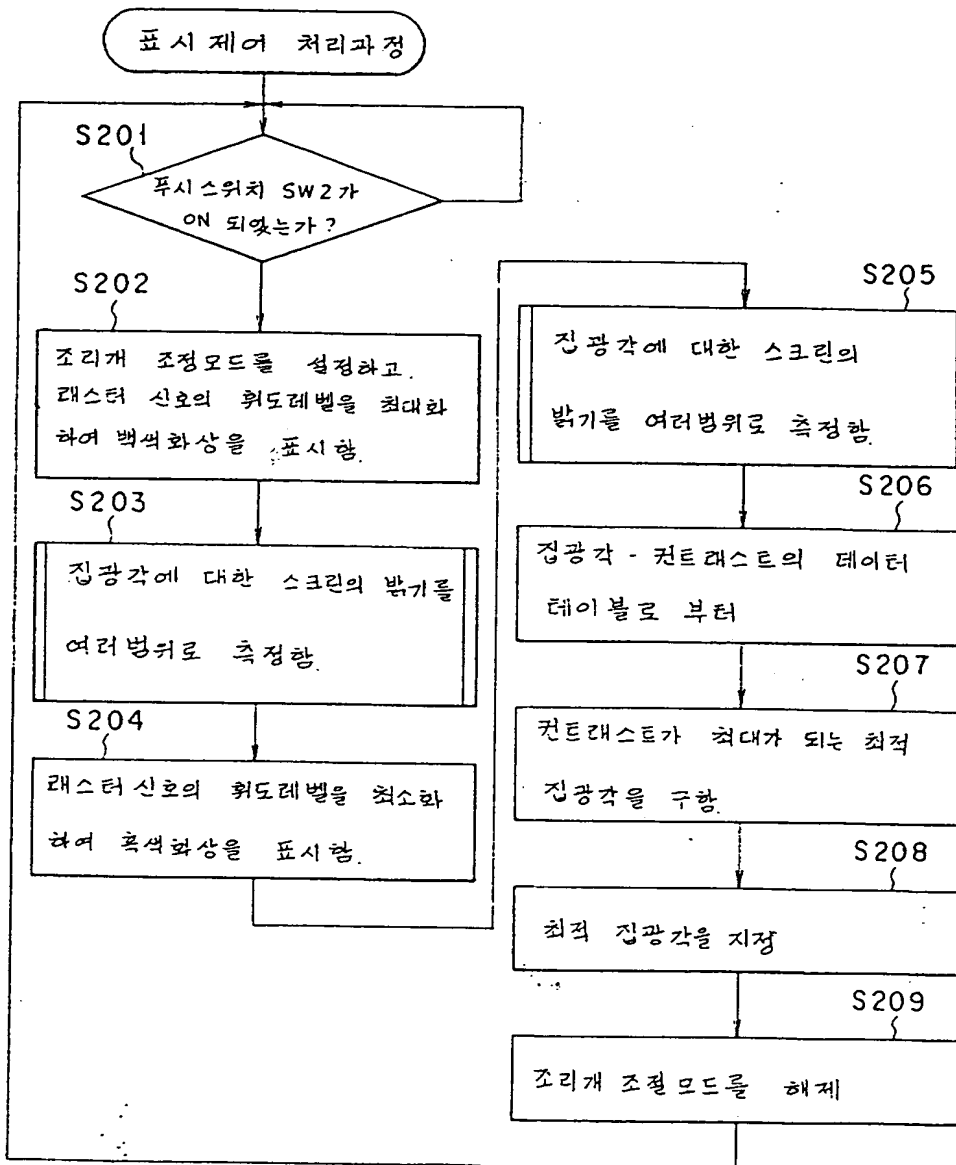 표시제어 처리과정
S201
푸시스위치 SW2가
ON 되었는가?
S202
조리개 조정모드를 설정하고.
래스터 신호의 휘도레벨을 최대화
하여 백색화상을 표시함.
S203
집광각에 대한 스크린의 밝기를
여러범위로 측정함.
S204
래스터 신호의 휘도레벨을 최소화
하여 흑색화상을 표시함.
S205
집광각에 대한 스크린의
밝기를 여러범위로 측정함.
S206
집광각 - 컨트래스트의 데이터
테이블로 부터
S207
컨트래스트가 최대가 되는 최적
집광각을 구함.
S208
최적 집광각을 지정
S209
조리개 조절모드를 해제